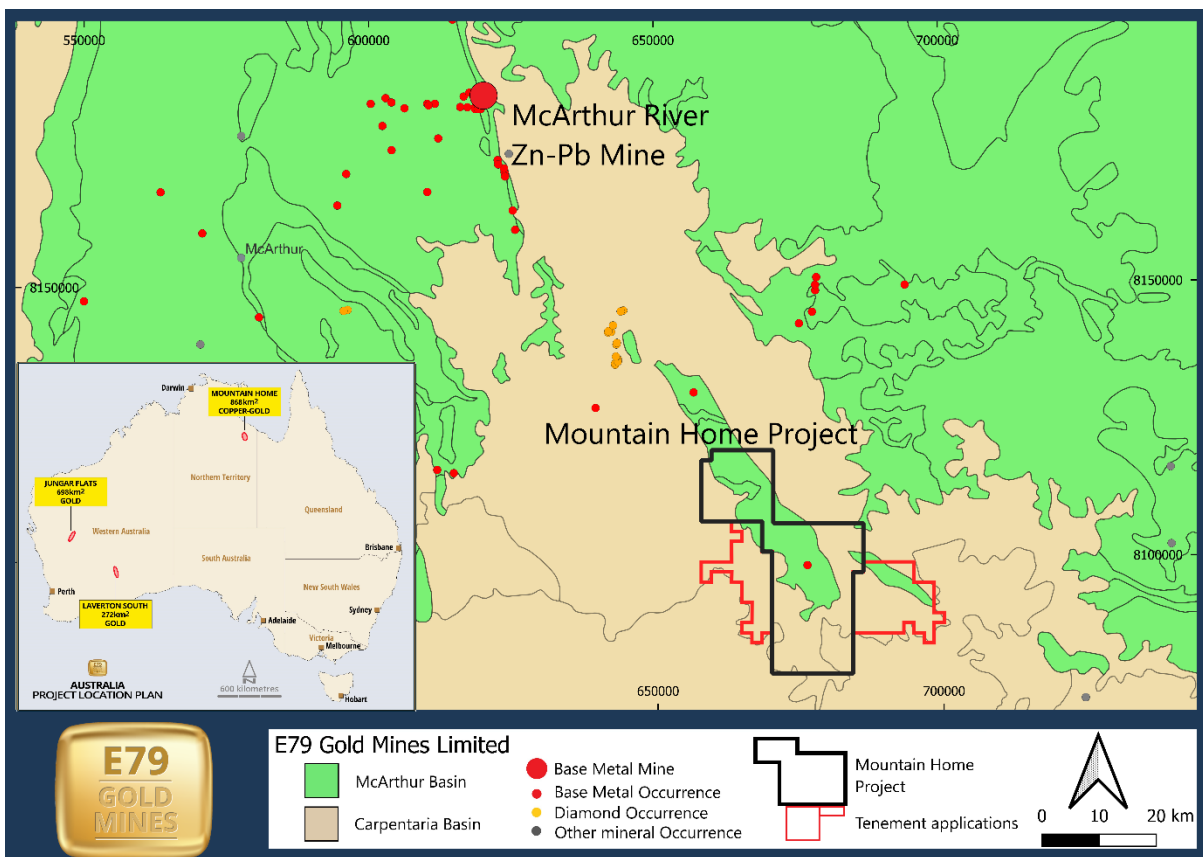 550000
600000
650000
700000
McArthur River
Zn-Pb Mine
McArthur
8150000
8150000
Mountain Home Project
8100000
650000
700000
Darwin
MOUNTAIN HOME
868km²
COPPER-GOLD
Northern Territory
JUNGAR FLATS
698km²
GOLD
Queensland
Western Australia
South Australia
Brisbane
New South Wales
Perth
LAVERTON SOUTH
272km²
GOLD
Sydney
Adelaide
Victoria
Melbourne
AUSTRALIA
PROJECT LOCATION PLAN
N
600 kilometres
Hobart
E79
GOLD
MINES
E79 Gold Mines Limited
McArthur Basin
Carpentaria Basin
Base Metal Mine
Base Metal Occurrence
Diamond Occurrence
Other mineral Occurrence
Mountain Home
Project
Tenement applications
0 10 20 km